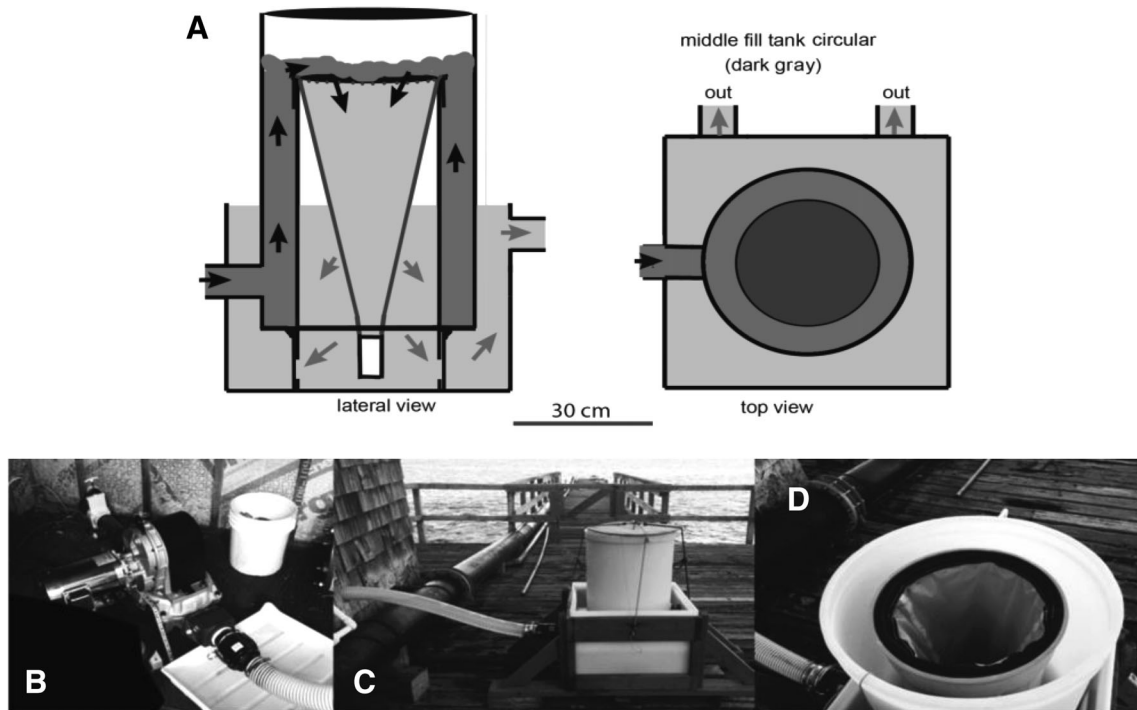 A
middle fill tank circular
(dark gray)
out
out
lateral view
30 cm
top view
B
C
D